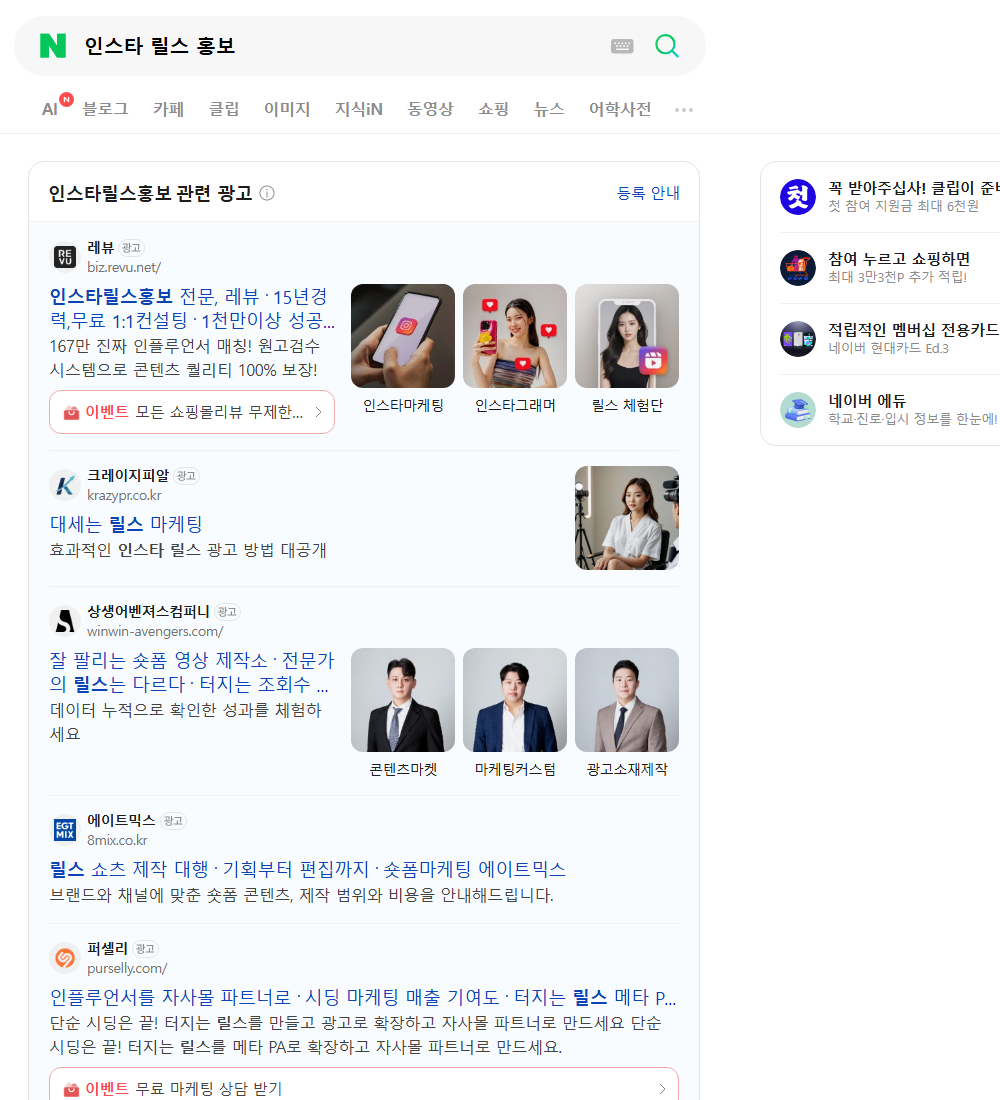 N 인스타 릴스 홍보
AI N 블로그 카페 클립 이미지 지식iN 동영상 쇼핑 뉴스 어학사전
인스타릴스홍보 관련 광고
등록 안내
RE VU
레뷰 광고
biz.revu.net/
인스타릴스홍보 전문, 레뷰 · 15년경
력,무료 1:1컨설팅 · 1천만이상 성공...
167만 진짜 인플루언서 매칭! 원고검수
시스템으로 콘텐츠 퀄리티 100% 보장!
이벤트 모든 쇼핑몰리뷰 무제한...
인스타마케팅
인스타그래머
릴스 체험단
크레이지피알 광고
krazypr.co.kr
대세는 릴스 마케팅
효과적인 인스타 릴스 광고 방법 대공개
상생어벤져스컴퍼니 광고
winwin-avengers.com/
잘 팔리는 숏폼 영상 제작소 · 전문가
의 릴스는 다르다 · 터지는 조회수 ...
데이터 누적으로 확인한 성과를 체험하
세요
콘텐츠마켓
마케팅커스텀
광고소재제작
EGT MIX
에이트믹스 광고
8mix.co.kr
릴스 쇼츠 제작 대행 · 기획부터 편집까지 · 숏폼마케팅 에이트믹스
브랜드와 채널에 맞춘 숏폼 콘텐츠, 제작 범위와 비용을 안내해드립니다.
퍼셀리 광고
purselly.com/
인플루언서를 자사몰 파트너로 · 시딩 마케팅 매출 기여도 · 터지는 릴스 메타 P...
단순 시딩은 끝! 터지는 릴스를 만들고 광고로 확장하고 자사몰 파트너로 만드세요 단순
시딩은 끝! 터지는 릴스를 메타 PA로 확장하고 자사몰 파트너로 만드세요.
이벤트 무료 마케팅 상담 받기
첫
꼭 받아주십사! 클립이 준비
첫 참여 지원금 최대 6천원
참여 누르고 쇼핑하면
최대 3만3천P 추가 적립!
적립적인 멤버십 전용카드
네이버 현대카드 Ed.3
네이버 에듀
학교·진로·입시 정보를 한눈에!